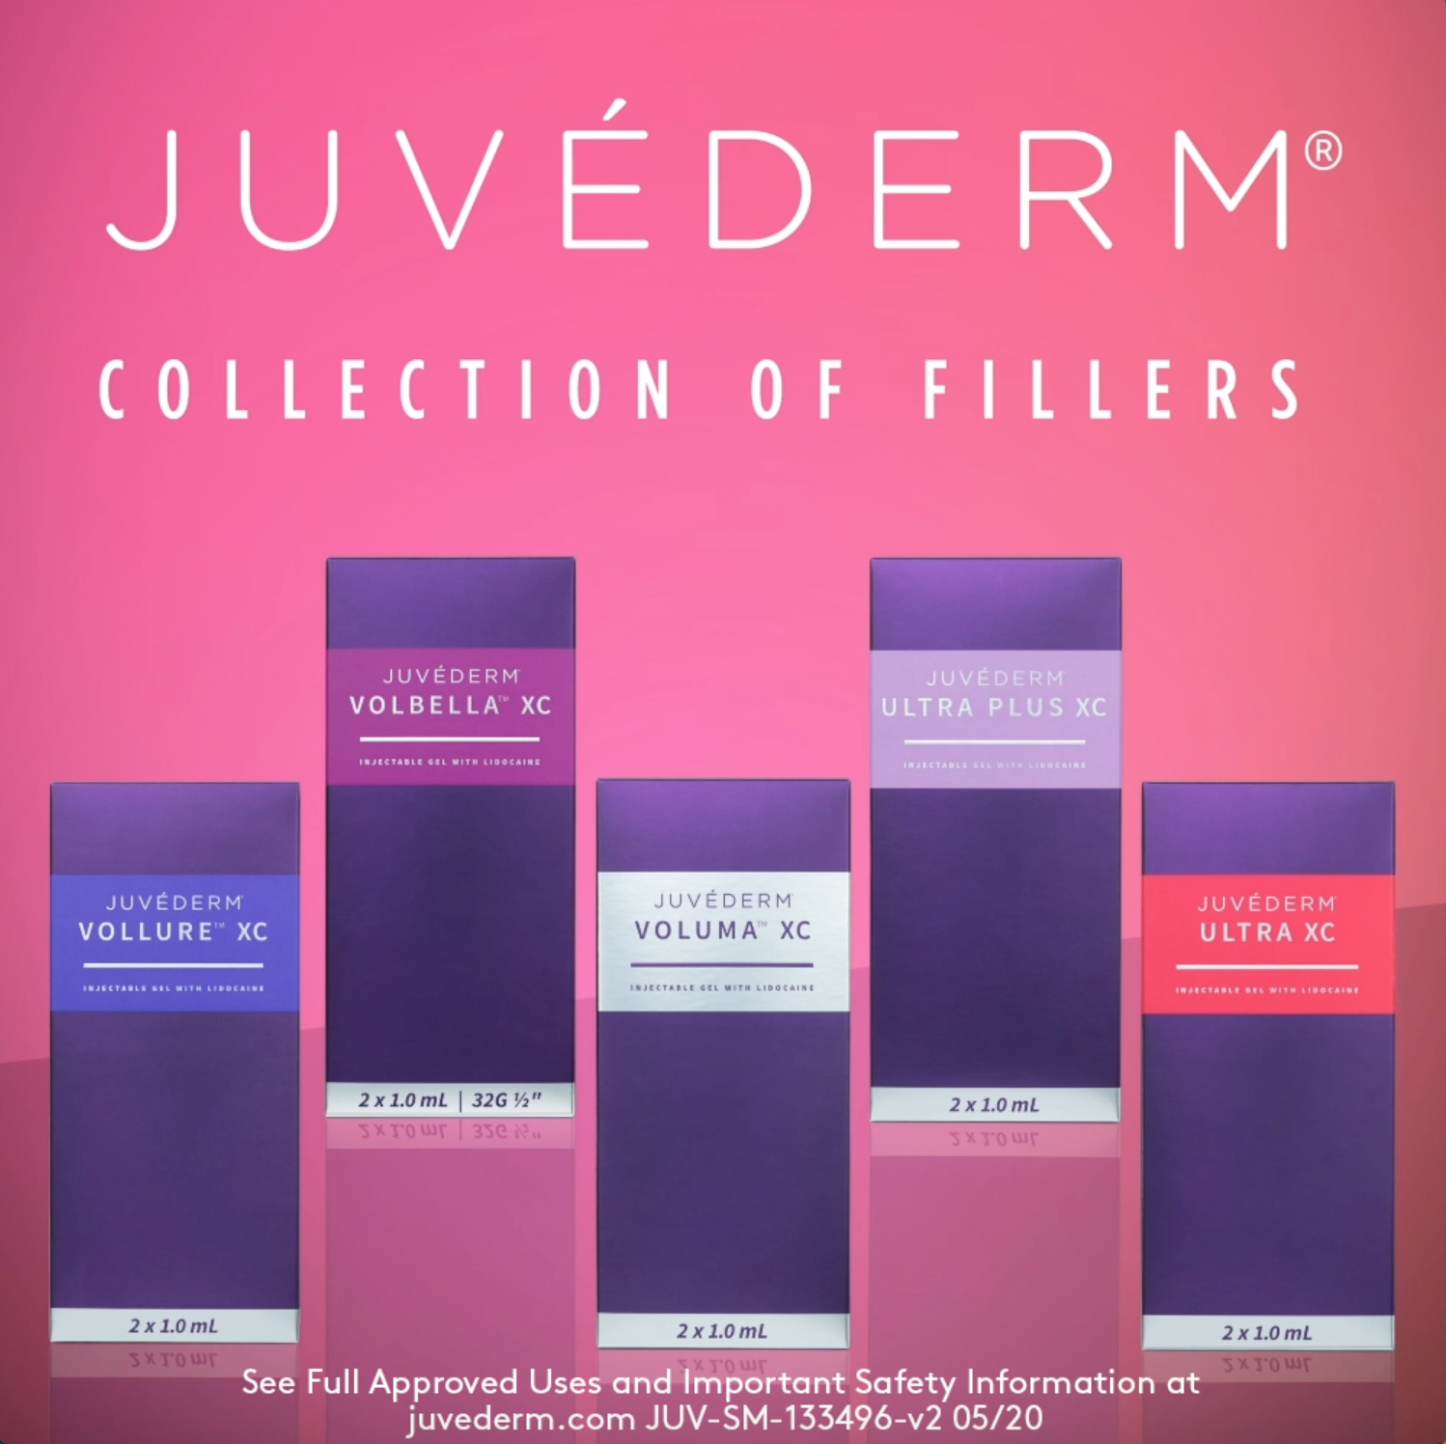 JUVÉDERM®
COLLECTION OF FILLERS
JUVÉDERM
VOLLURE™ XC
INJECTABLE GEL WITH LIDOCAINE
2 x 1.0 mL
JUVÉDERM
VOLBELLA™ XC
INJECTABLE GEL WITH LIDOCAINE
2 x 1.0 mL | 32G ½"
JUVÉDERM
VOLUMA™ XC
INJECTABLE GEL WITH LIDOCAINE
2 x 1.0 mL
JUVÉDERM
ULTRA PLUS XC
INJECTABLE GEL WITH LIDOCAINE
2 x 1.0 mL
JUVÉDERM
ULTRA XC
INJECTABLE GEL WITH LIDOCAINE
2 x 1.0 mL
See Full Approved Uses and Important Safety Information at
juvederm.com JUV-SM-133496-v2 05/20